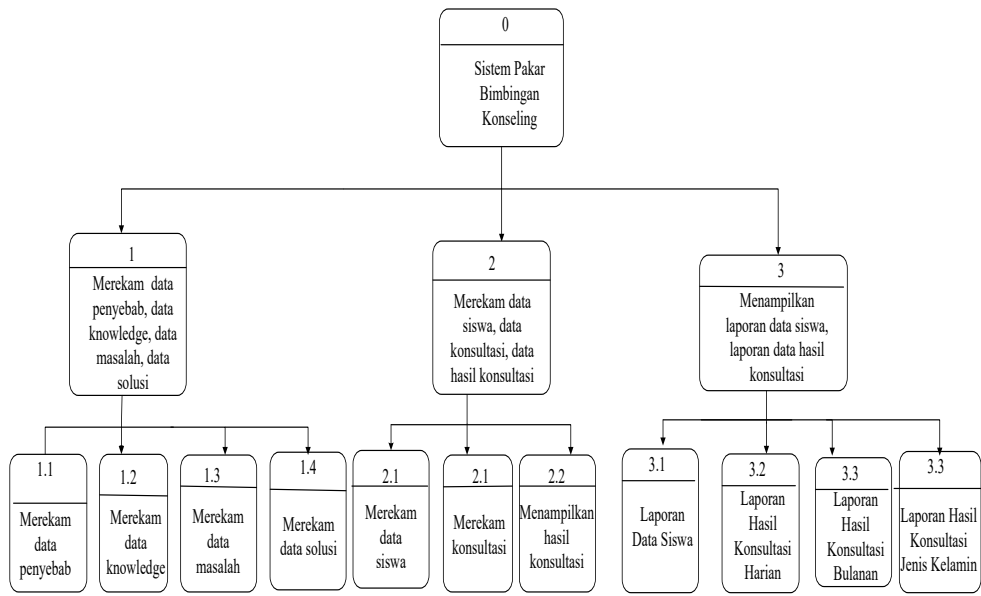 0
Sistem Pakar
Bimbingan
Konseling
1
Merekam data
penyebab, data
knowledge, data
masalah, data
solusi
2
Merekam data
siswa, data
konsultasi, data
hasil konsultasi
3
Menampilkan
laporan data siswa,
laporan data hasil
konsultasi
1.1
Merekam
data
penyebab
1.2
Merekam
data
knowledge
1.3
Merekam
data
masalah
1.4
Merekam
data solusi
2.1
Merekam
data
siswa
2.1
Merekam
konsultasi
2.2
Menampilkan
hasil
konsultasi
3.1
Laporan
Data Siswa
3.2
Laporan
Hasil
Konsultasi
Harian
3.3
Laporan
Hasil
Konsultasi
Bulanan
3.3
Laporan Hasil
Konsultasi
Jenis Kelamin